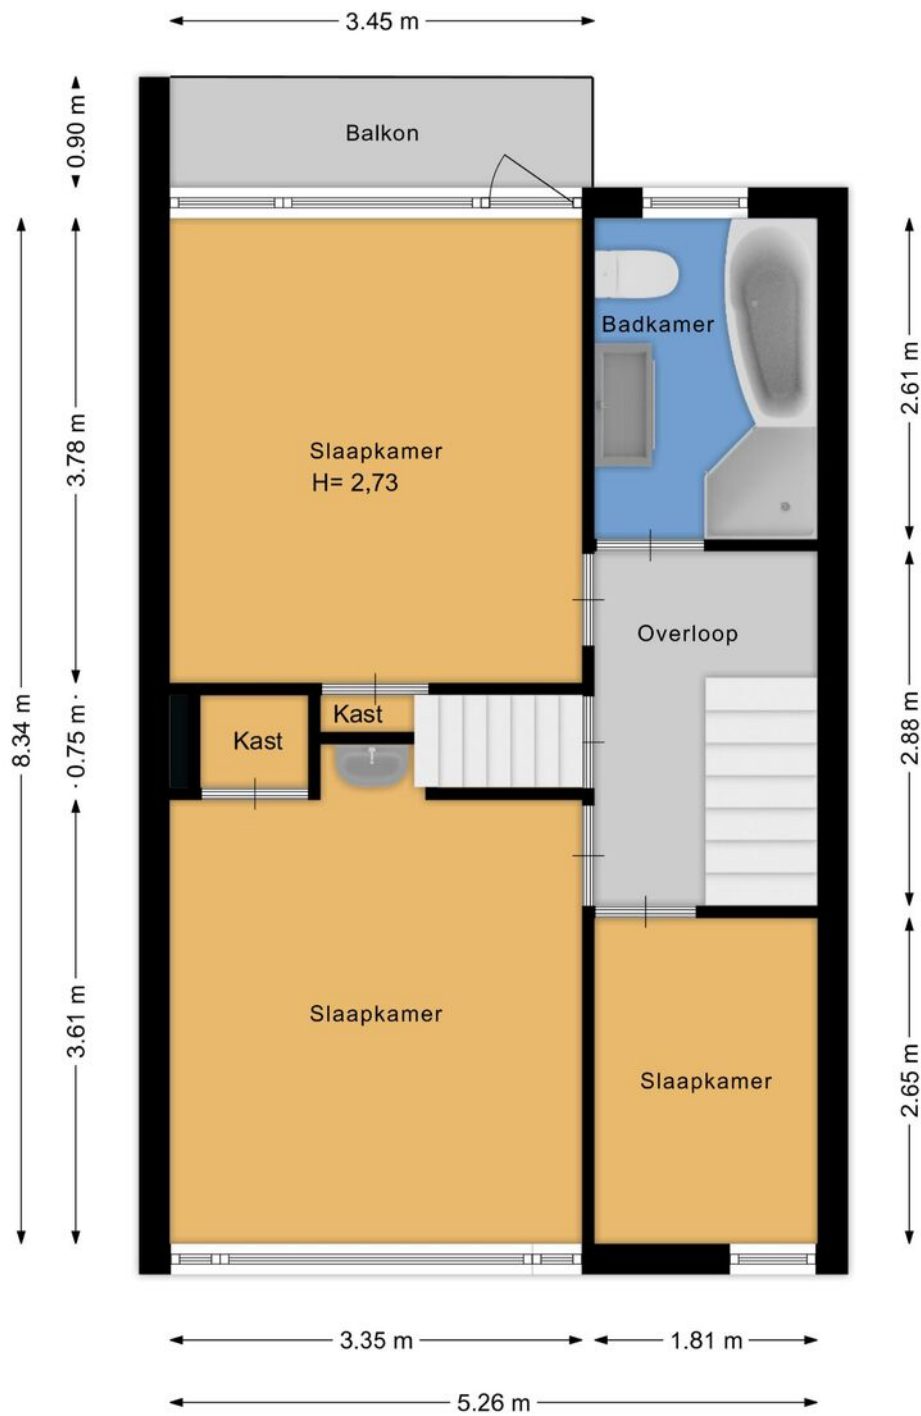 3.45 m
0.90 m
Balkon
Badkamer
2.61 m
3.78 m
Slaapkamer
H= 2,73
Overloop
8.34 m
0.75 m
Kast
Kast
2.88 m
3.61 m
Slaapkamer
Slaapkamer
2.65 m
3.35 m
1.81 m
5.26 m